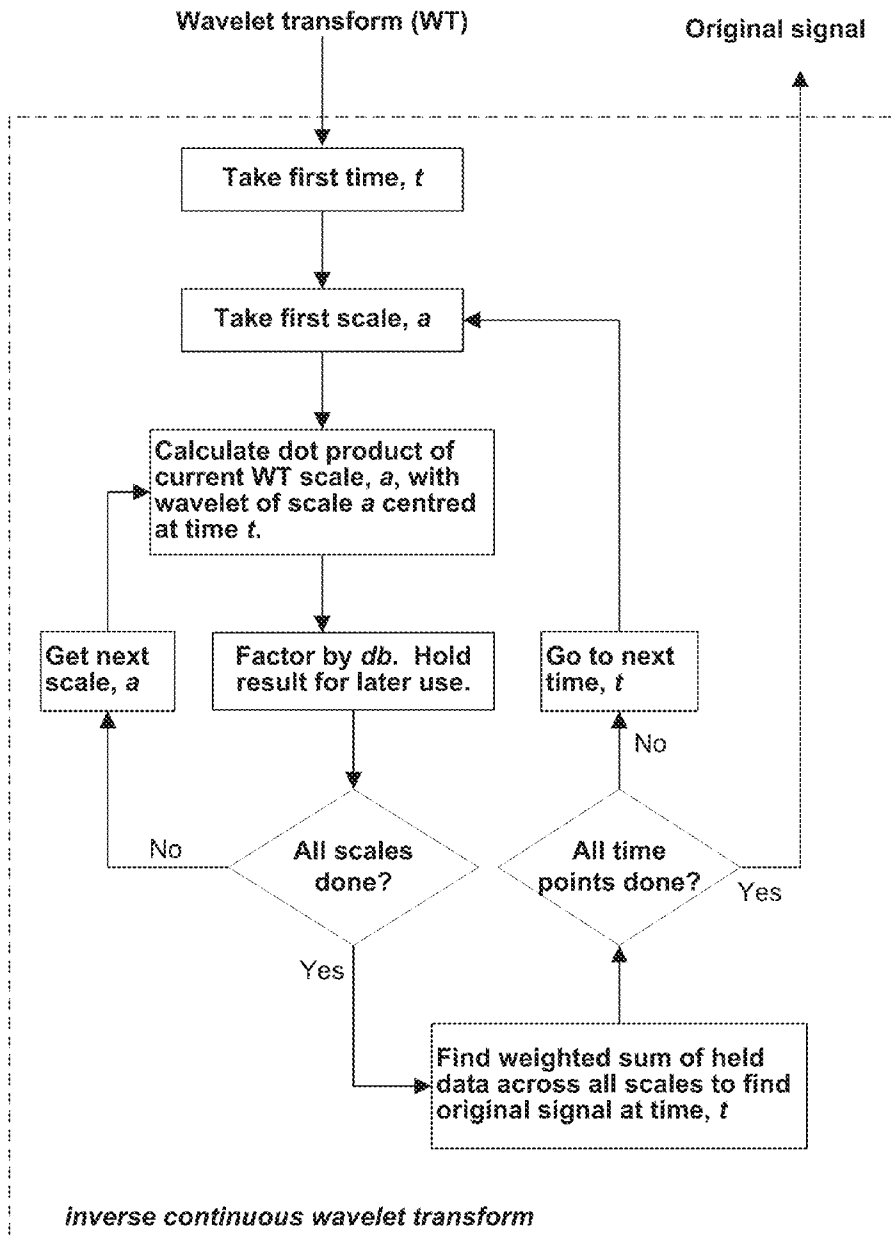 Wavelet transform (WT)
Original signal
Take first time, t
Take first scale, a
Calculate dot product of
current WT scale, a, with
wavelet of scale a centred
at time t.
Get next
scale, a
Factor by db. Hold
result for later use.
Go to next
time, t
No
No
All scales
done?
All time
points done?
Yes
Yes
Find weighted sum of held
data across all scales to find
original signal at time, t
inverse continuous wavelet transform